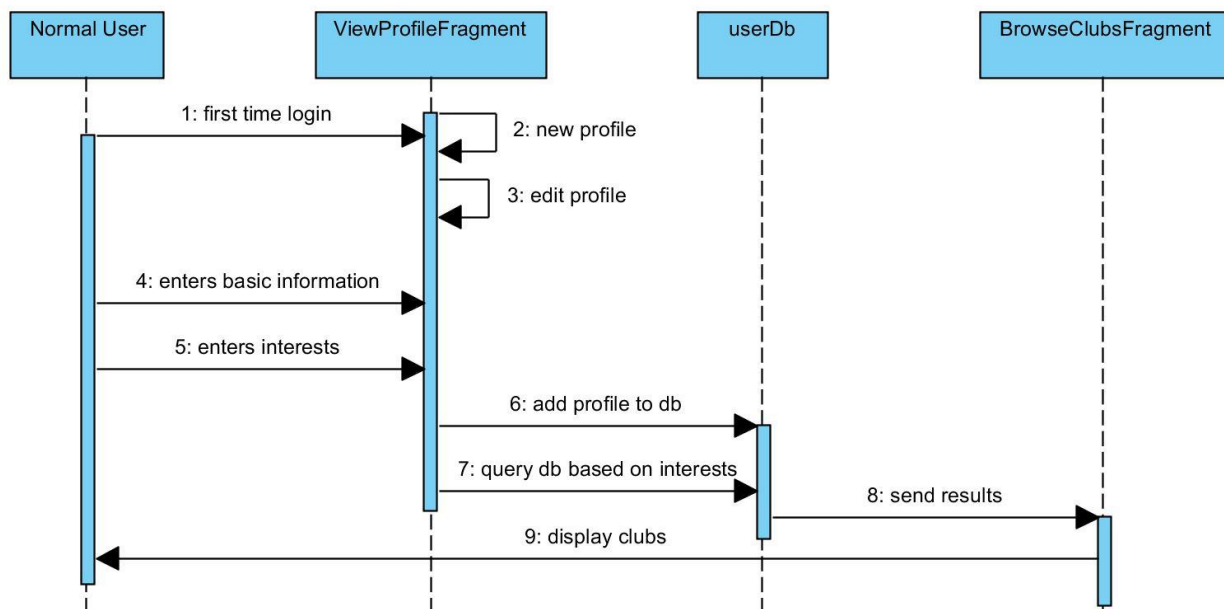 Normal User
ViewProfileFragment
userDb
BrowseClubsFragment
1: first time login
2: new profile
3: edit profile
4: enters basic information
5: enters interests
6: add profile to db
7: query db based on interests
8: send results
9: display clubs